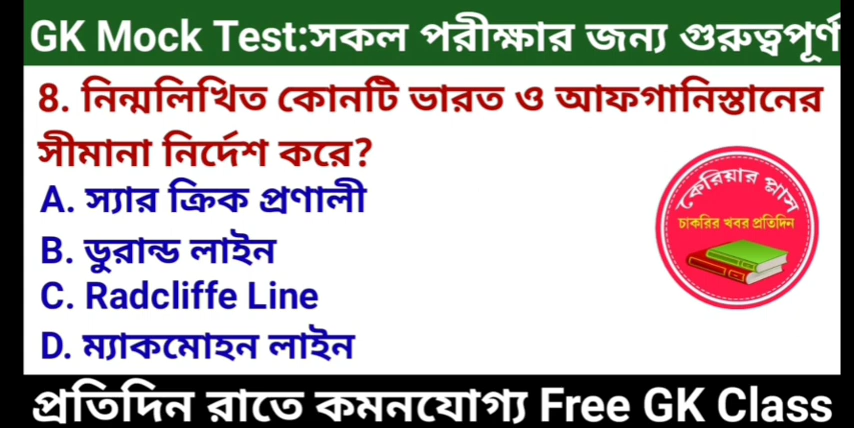 GK Mock Test:সকল পরীক্ষার জন্য গুরুত্বপূর্ণ
8. নিন্মলিখিত কোনটি ভারত ও আফগানিস্তানের
সীমানা নির্দেশ করে?
A. স্যার ক্রিক প্রণালী
B. ডুরান্ড লাইন
C. Radcliffe Line
D. ম্যাকমোহন লাইন
কেরিয়ার প্লাস
চাকরির খবর প্রতিদিন
প্রতিদিন রাতে কমনযোগ্য Free GK Class